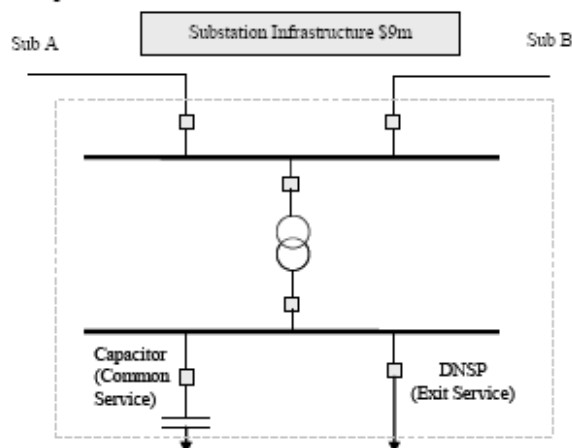 Substation Infrastructure $9m
Sub A
Sub B
Capacitor
(Common
Service)
DNSP
(Exit Service)